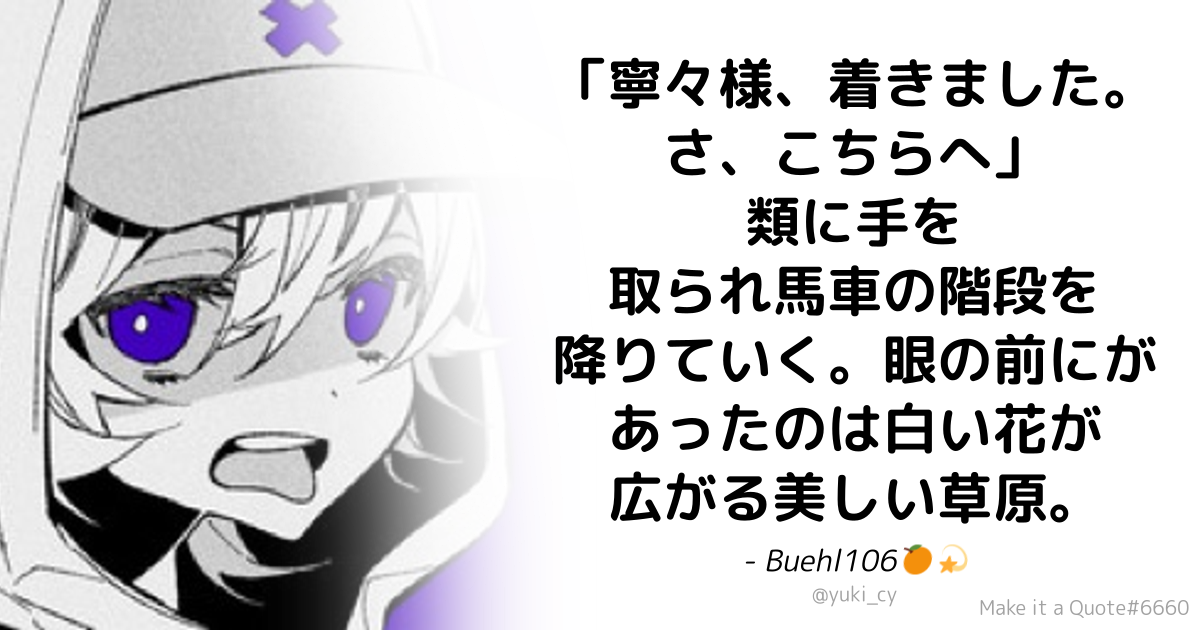 「寧々様、着きました。
さ、こちらへ」
類に手を
取られ馬車の階段を
降りていく。眼の前にが
あったのは白い花が
広がる美しい草原。
- Buehl106🍊💫
@yuki_cy
Make it a Quote#6660